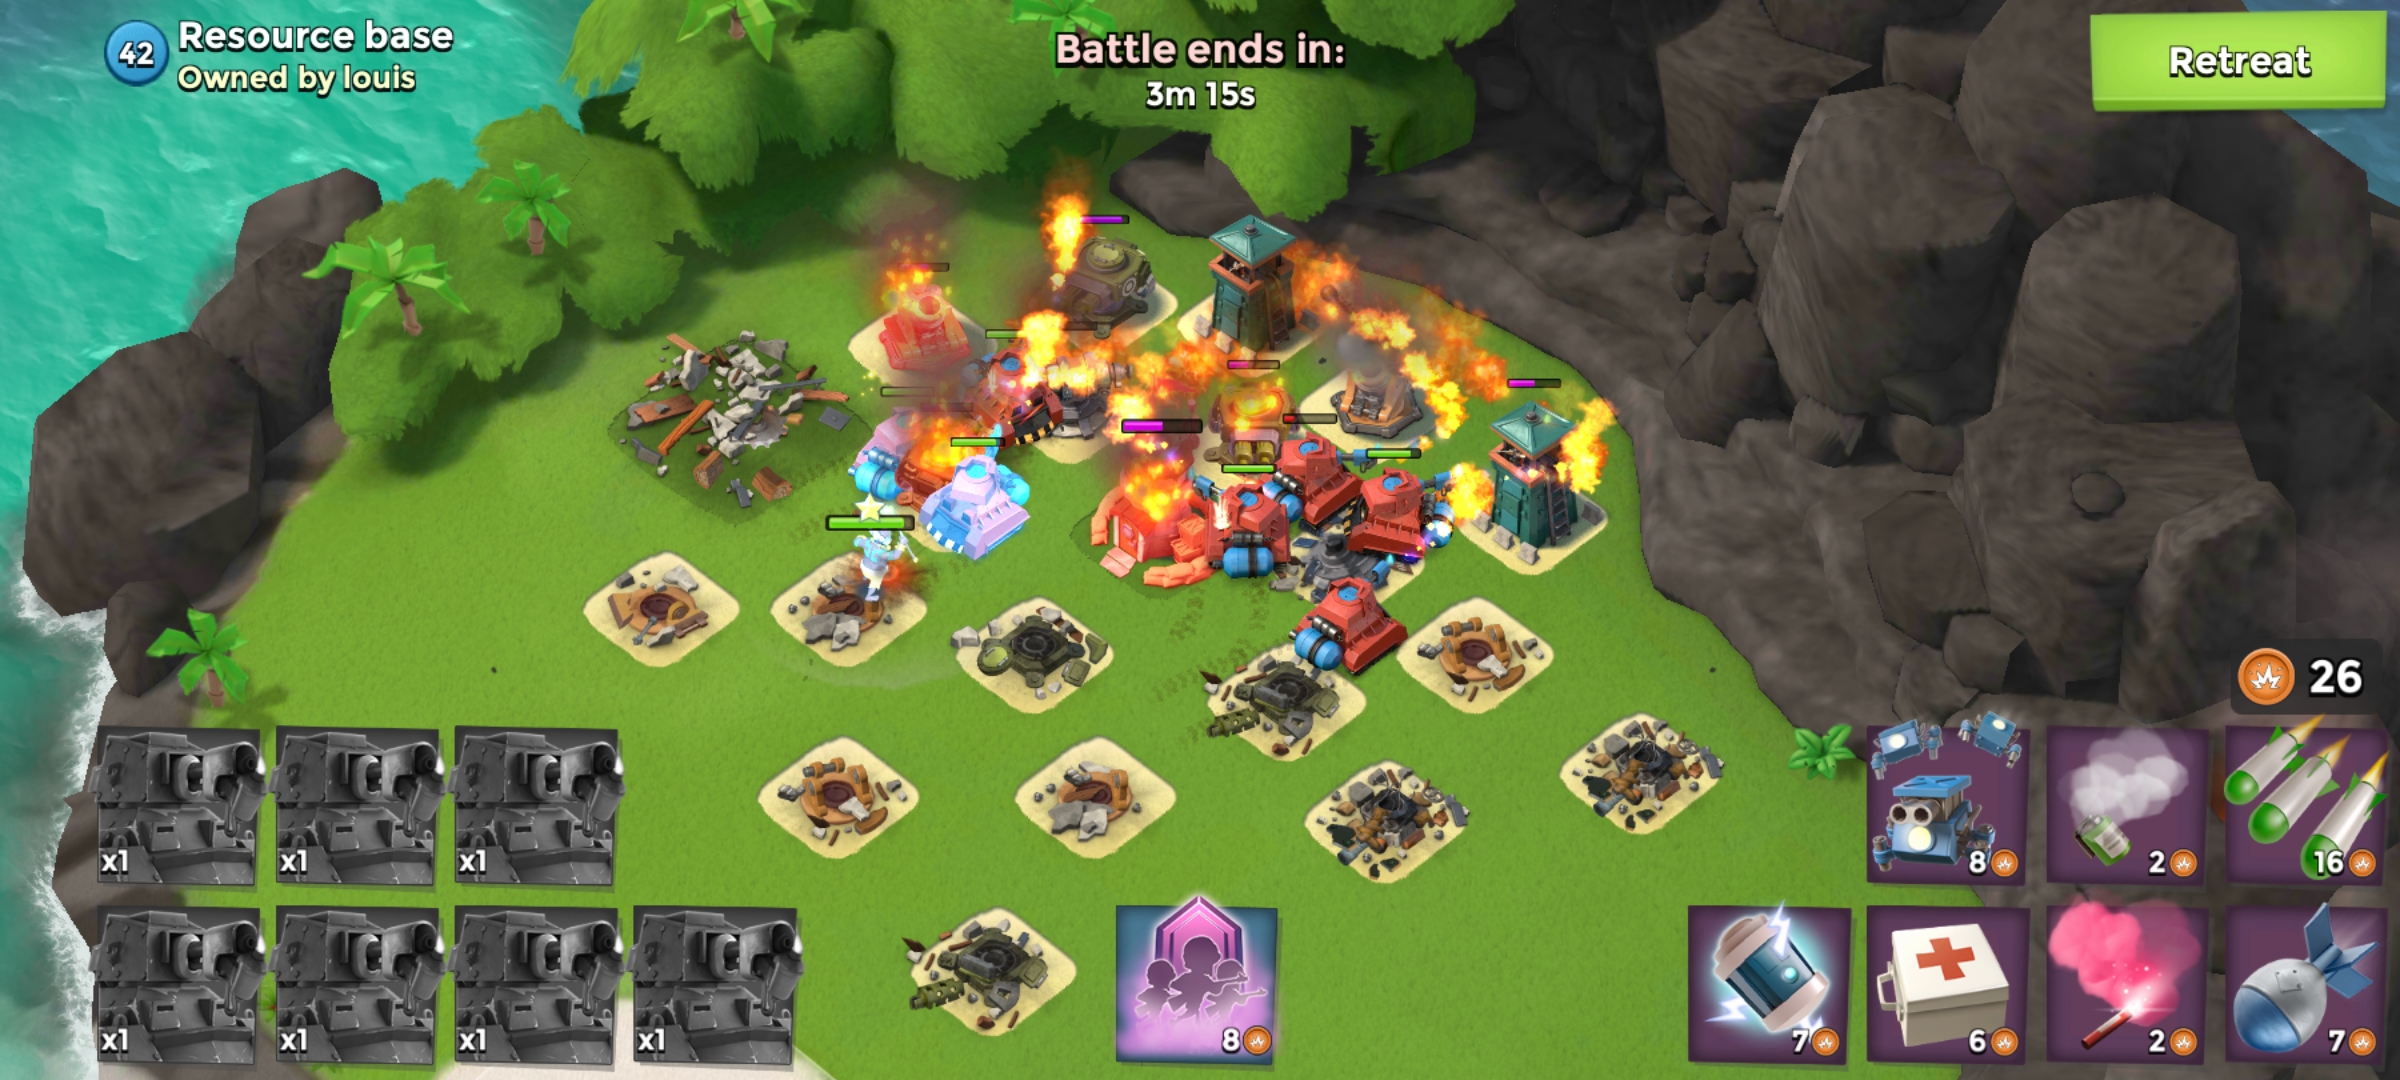 42
Resource base
Owned by louis
Battle ends in:
3m 15s
Retreat
26
x1
x1
x1
8
2
16
x1
x1
x1
x1
8
7
6
2
7